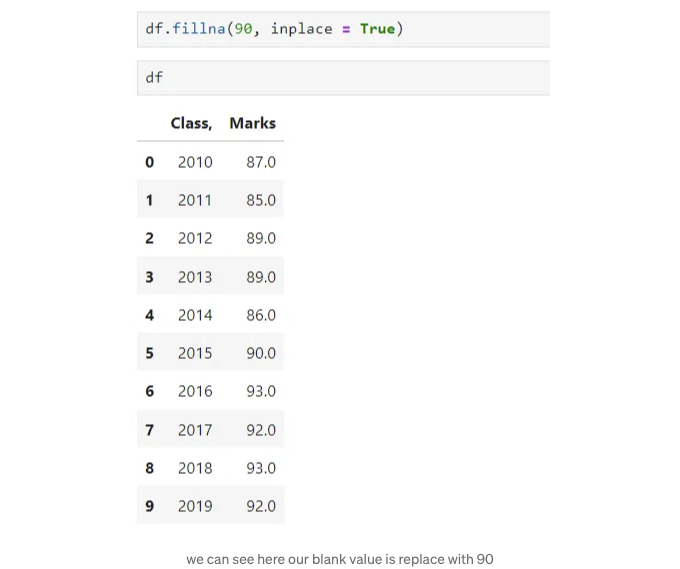 df.fillna(90, inplace = True)
df
Class, Marks
0 2010 87.0
1 2011 85.0
2 2012 89.0
3 2013 89.0
4 2014 86.0
5 2015 90.0
6 2016 93.0
7 2017 92.0
8 2018 93.0
9 2019 92.0
we can see here our blank value is replace with 90